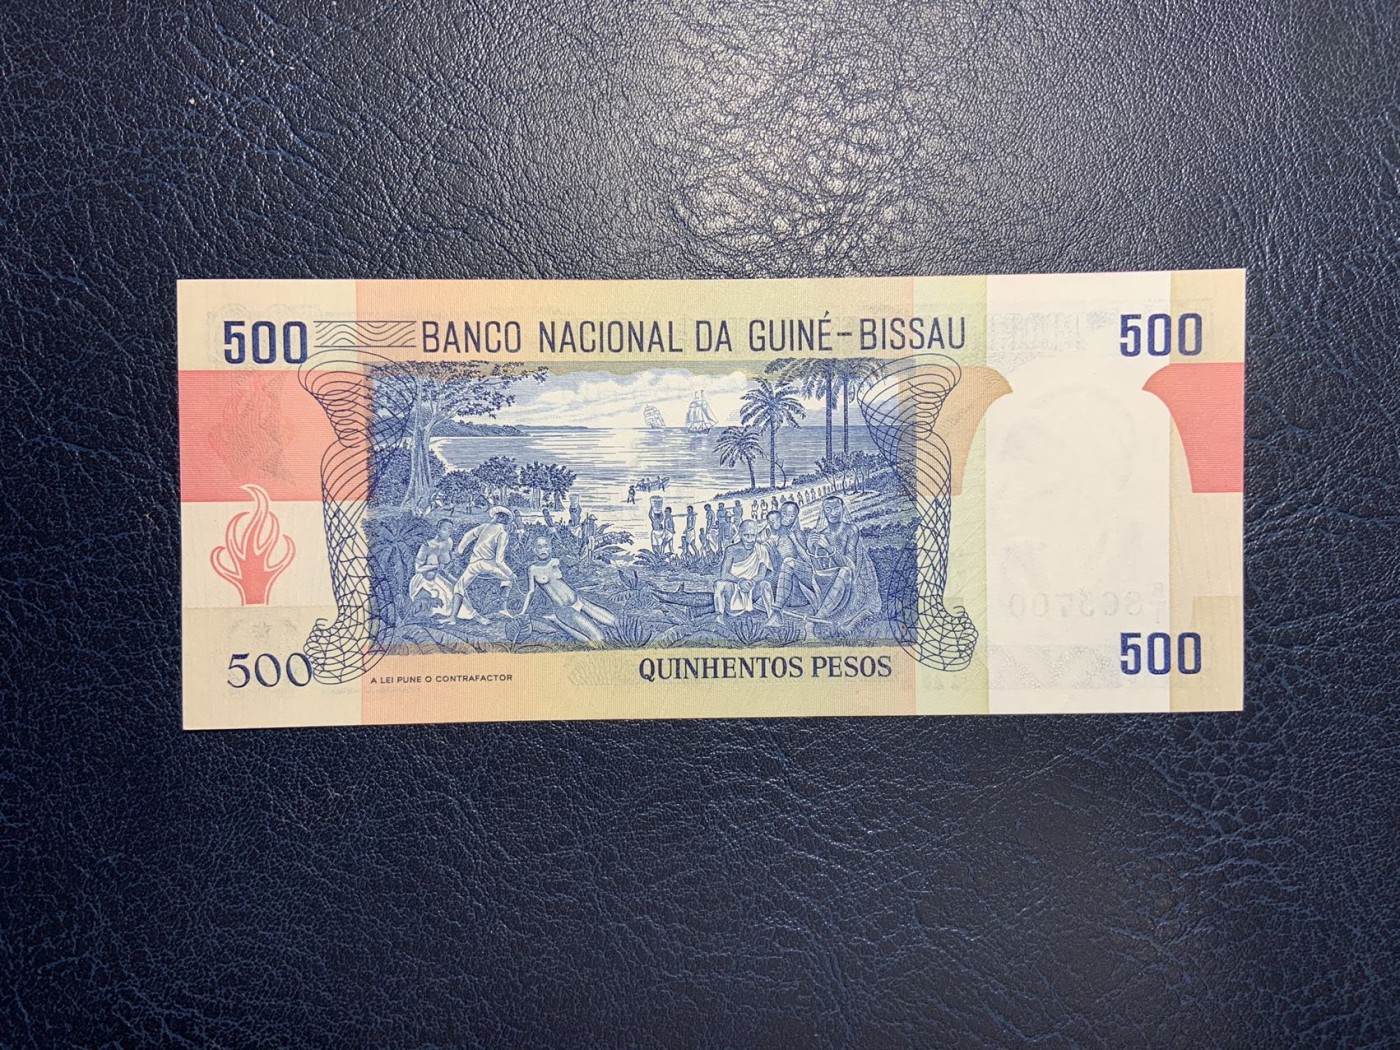 500 BANCO NACIONAL DA GUINÉ-BISSAU 500
500 A LEI PUNE O CONTRAFACTOR QUINHENTOS PESOS 500